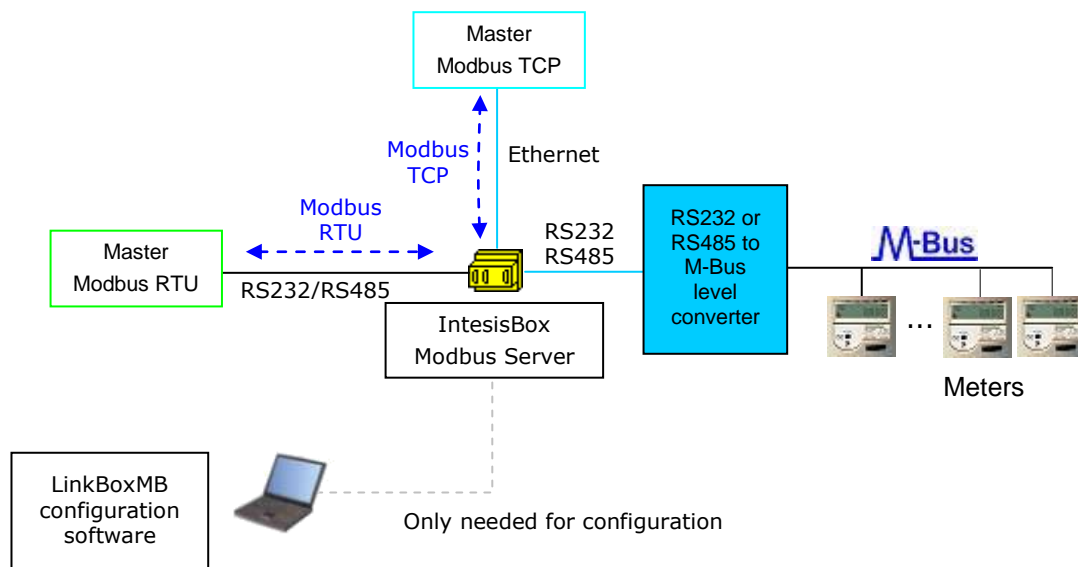 Master
Modbus TCP
Modbus
TCP
Ethernet
Modbus
RTU
Master
Modbus RTU
RS232/RS485
RS232
RS485
RS232 or
RS485 to
M-Bus
level
converter
M-Bus
IntesisBox
Modbus Server
...
Meters
LinkBoxMB
configuration
software
Only needed for configuration